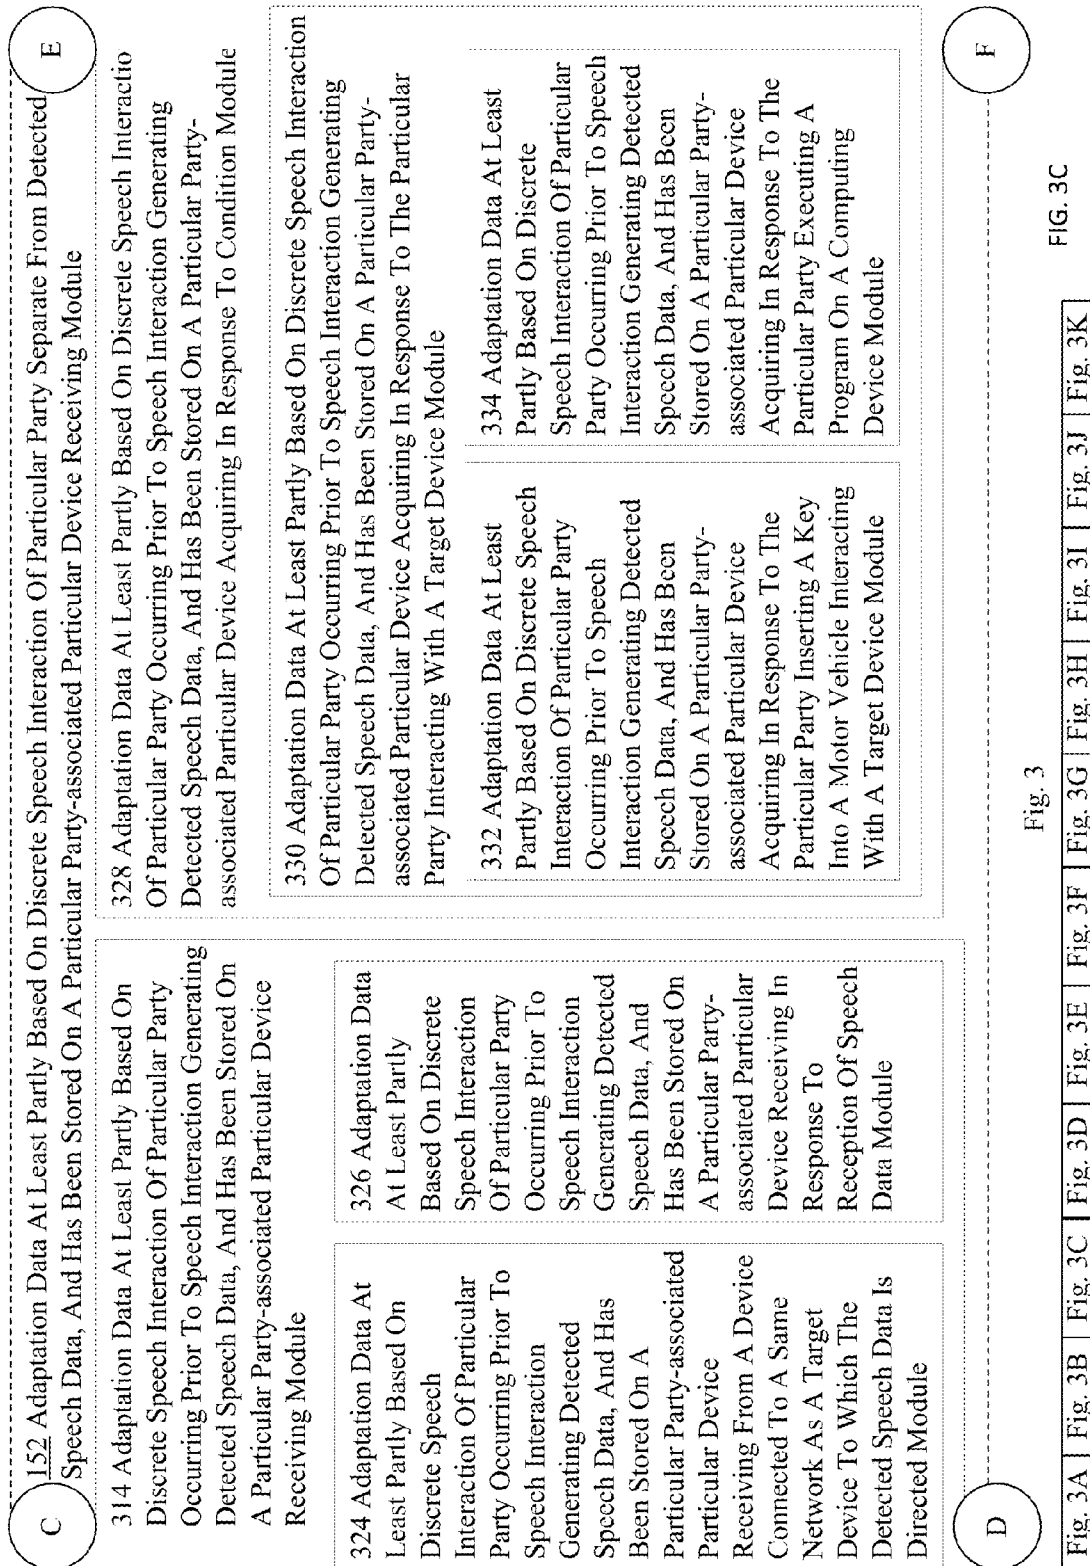 C
E
152 Adaptation Data At Least Partly Based On Discrete Speech Interaction Of Particular Party Separate From Detected
Speech Data, And Has Been Stored On A Particular Party-associated Particular Device Receiving Module
314 Adaptation Data At Least Partly Based On
Discrete Speech Interaction Of Particular Party
Occurring Prior To Speech Interaction Generating
Detected Speech Data, And Has Been Stored On
A Particular Party-associated Particular Device
Receiving Module
324 Adaptation Data At
Least Partly Based On
Discrete Speech
Interaction Of Particular
Party Occurring Prior To
Speech Interaction
Generating Detected
Speech Data, And Has
Been Stored On A
Particular Party-associated
Particular Device
Receiving From A Device
Connected To A Same
Network As A Target
Device To Which The
Detected Speech Data Is
Directed Module
326 Adaptation Data
At Least Partly
Based On Discrete
Speech Interaction
Of Particular Party
Occurring Prior To
Speech Interaction
Generating Detected
Speech Data, And
Has Been Stored On
A Particular Party-
associated Particular
Device Receiving In
Response To
Reception Of Speech
Data Module
328 Adaptation Data At Least Partly Based On Discrete Speech Interactio
Of Particular Party Occurring Prior To Speech Interaction Generating
Detected Speech Data, And Has Been Stored On A Particular Party-
associated Particular Device Acquiring In Response To Condition Module
330 Adaptation Data At Least Partly Based On Discrete Speech Interaction
Of Particular Party Occurring Prior To Speech Interaction Generating
Detected Speech Data, And Has Been Stored On A Particular Party-
associated Particular Device Acquiring In Response To The Particular
Party Interacting With A Target Device Module
332 Adaptation Data At Least
Partly Based On Discrete Speech
Interaction Of Particular Party
Occurring Prior To Speech
Interaction Generating Detected
Speech Data, And Has Been
Stored On A Particular Party-
associated Particular Device
Acquiring In Response To The
Particular Party Inserting A Key
Into A Motor Vehicle Interacting
With A Target Device Module
334 Adaptation Data At Least
Partly Based On Discrete
Speech Interaction Of Particular
Party Occurring Prior To Speech
Interaction Generating Detected
Speech Data, And Has Been
Stored On A Particular Party-
associated Particular Device
Acquiring In Response To The
Particular Party Executing A
Program On A Computing
Device Module
D
F
Fig. 3
FIG. 3C
Fig. 3A | Fig. 3B | Fig. 3C | Fig. 3D | Fig. 3E | Fig. 3F | Fig. 3G | Fig. 3H | Fig. 3I | Fig. 3J | Fig. 3K